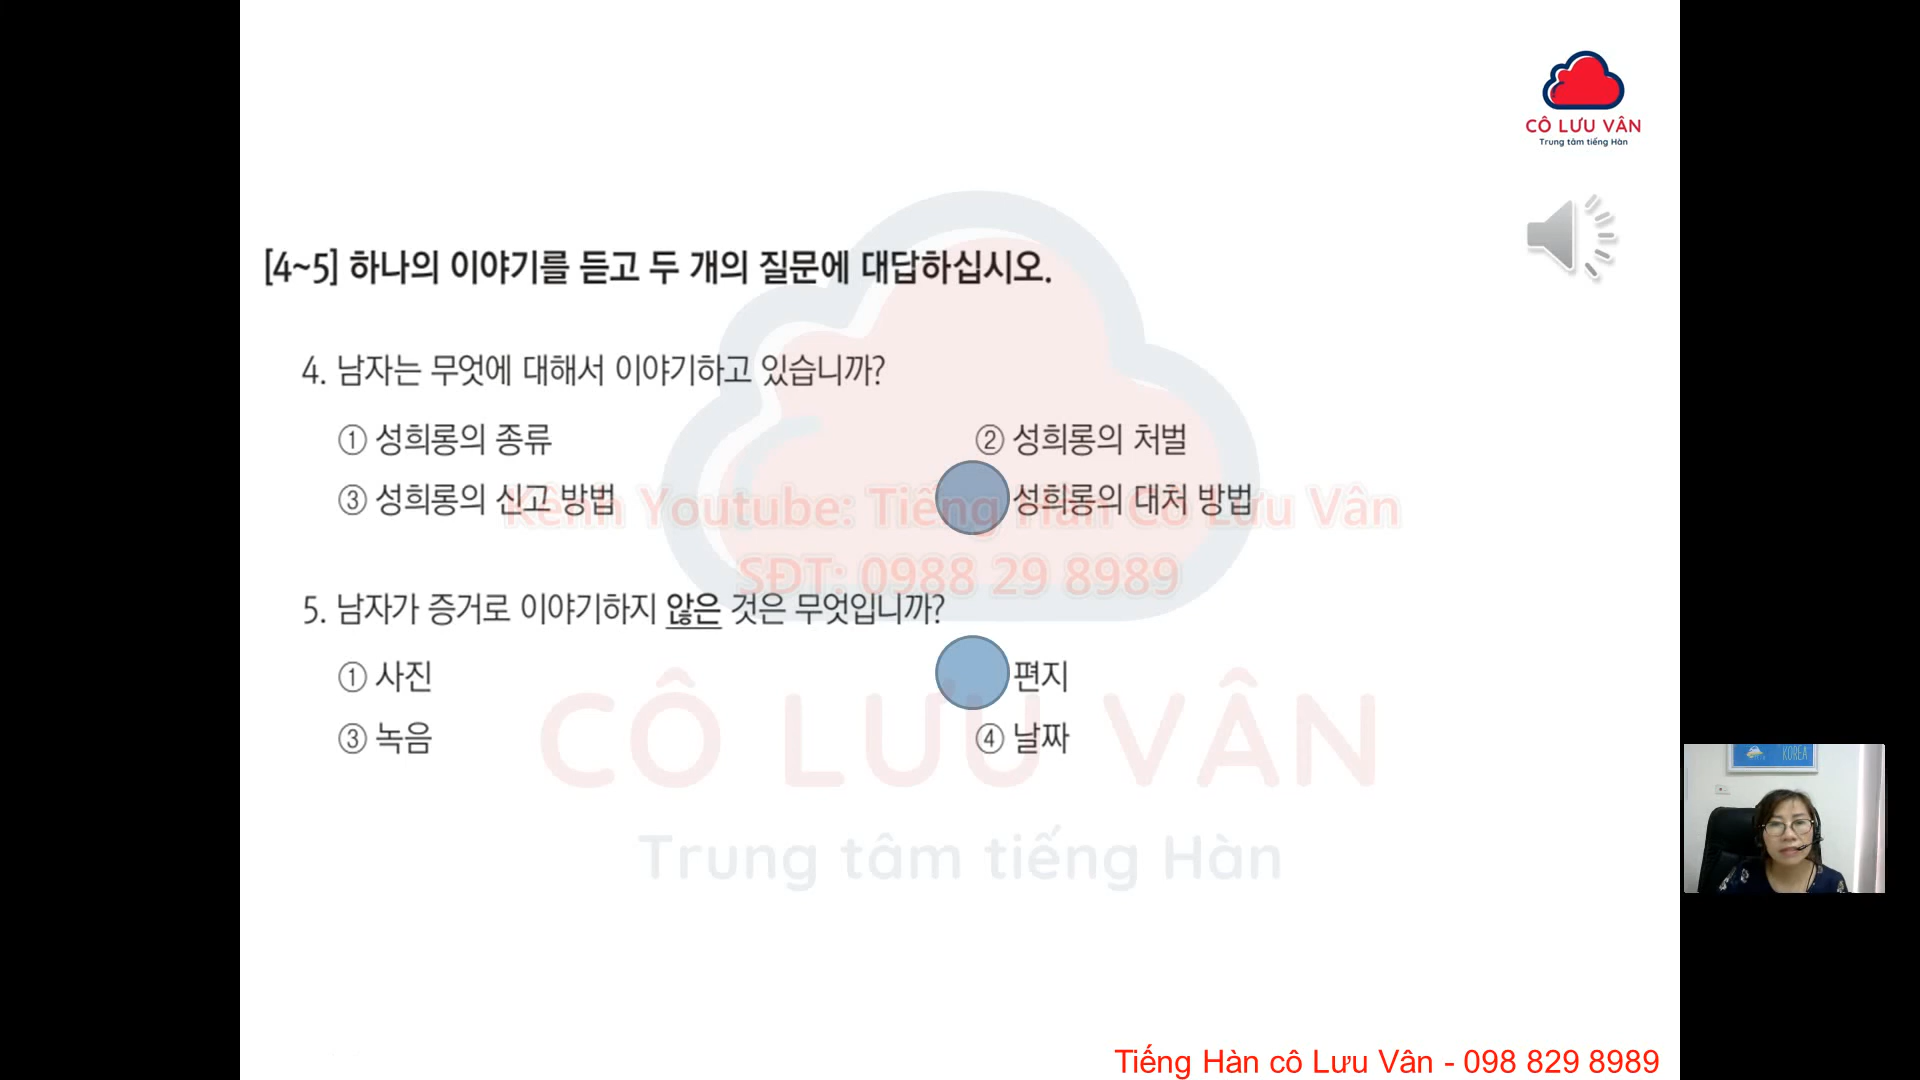 CÔ LƯU VÂN
Trung tâm tiếng Hàn
[4~5] 하나의 이야기를 듣고 두 개의 질문에 대답하십시오.
4. 남자는 무엇에 대해서 이야기하고 있습니까?
① 성희롱의 종류
② 성희롱의 처벌
③ 성희롱의 신고 방법
성희롱의 대처 방법
Kênh Youtube: Tiếng Hàn Cô Lưu Vân
SĐT: 0988 29 8989
5. 남자가 증거로 이야기하지 않은 것은 무엇입니까?
① 사진
편지
③ 녹음
④ 날짜
CÔ LƯU VÂN
Trung tâm tiếng Hàn
KOREA
Tiếng Hàn cô Lưu Vân - 098 829 8989